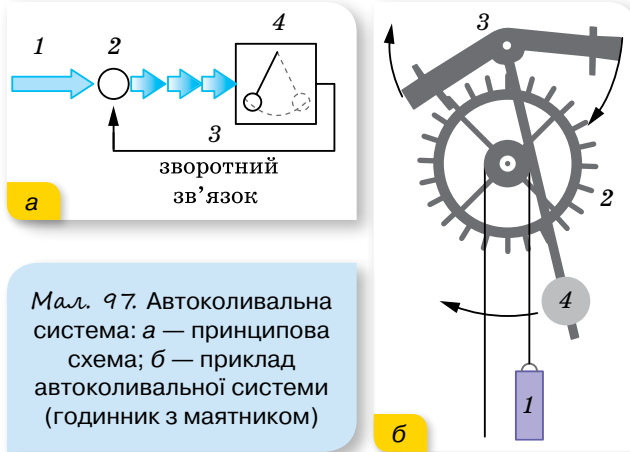 1
2
4
3
зворотний
зв’язок
а
Мал. 97. Автоколивальна
система: а — принципова
схема; б — приклад
автоколивальної системи
(годинник з маятником)
3
2
4
1
б